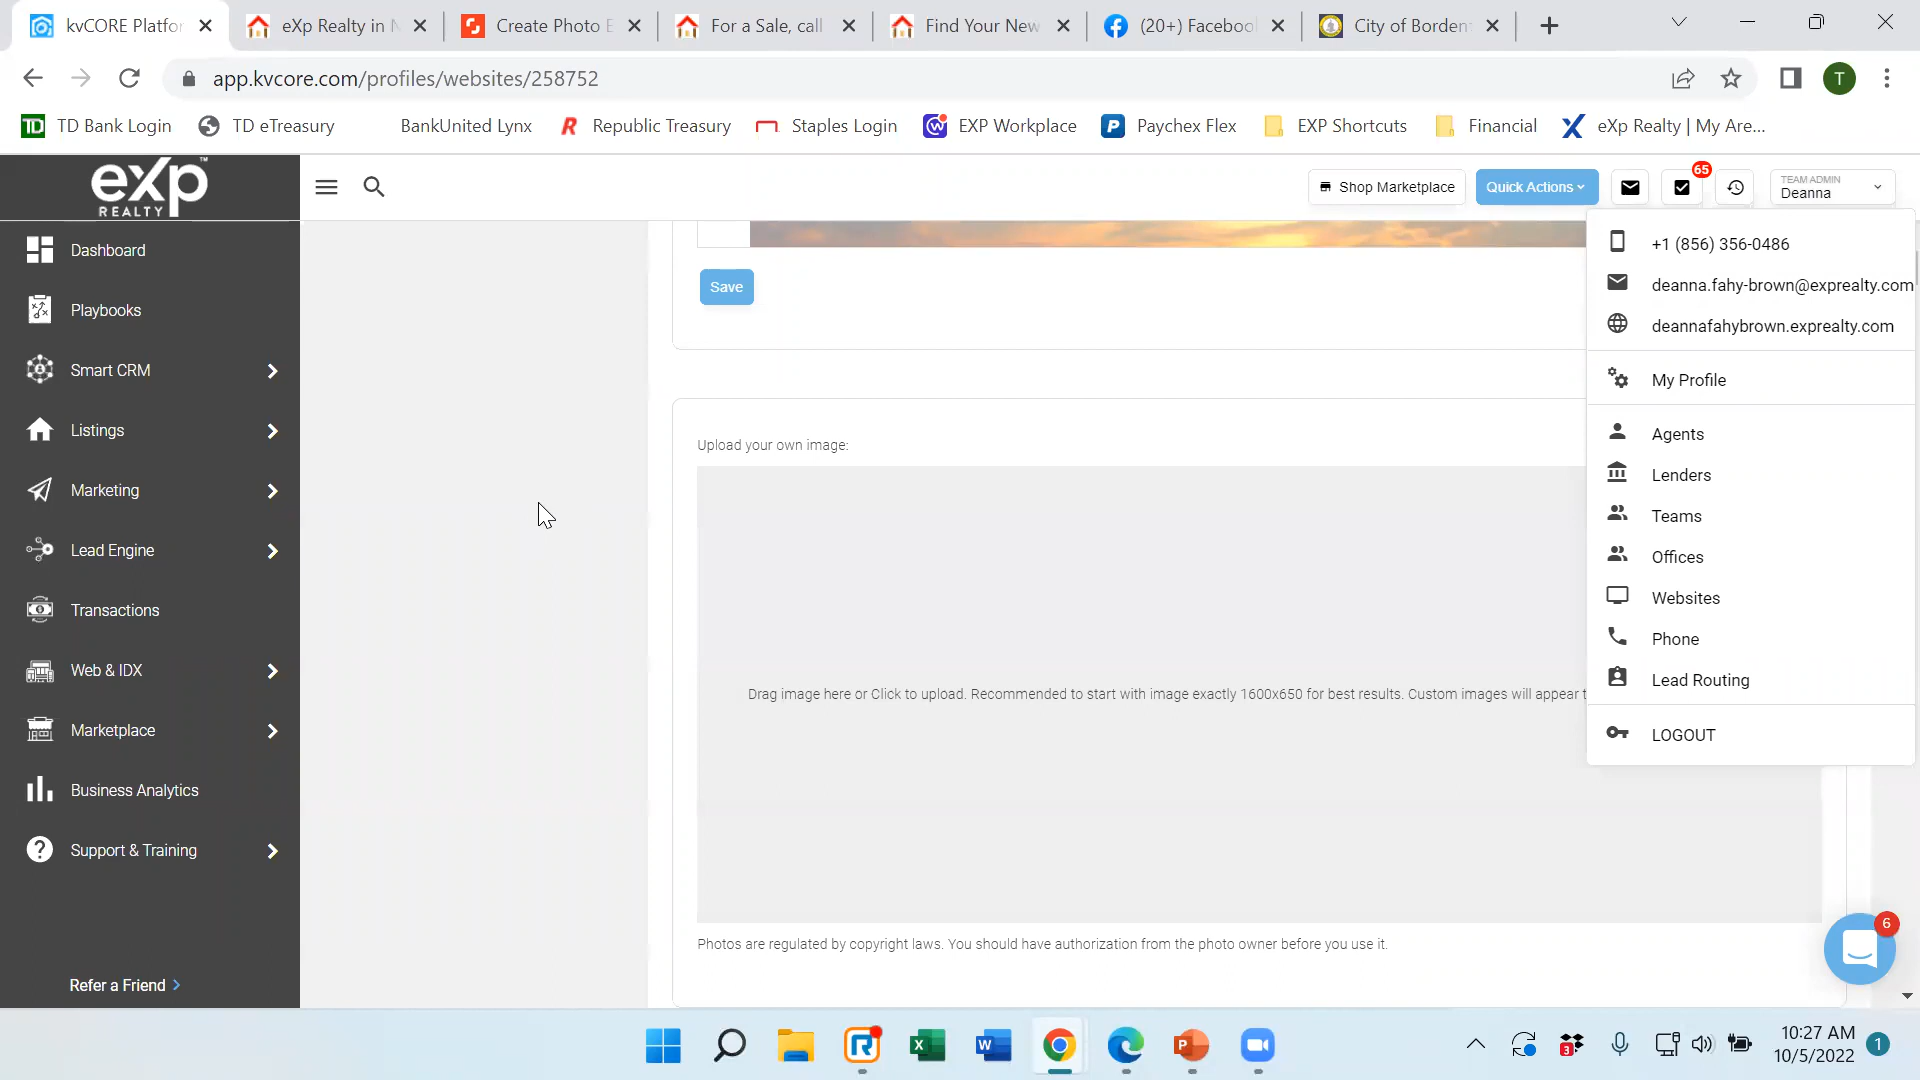 kvCORE Platfor
eXp Realty in N
Create Photo E
For a Sale, call
Find Your New
(20+) Facebook
City of Borden
app.kvcore.com/profiles/websites/258752
T
TD Bank Login
TD eTreasury
BankUnited Lynx
Republic Treasury
Staples Login
EXP Workplace
Paychex Flex
EXP Shortcuts
Financial
eXp Realty | My Are...
eXp
REALTY
Shop Marketplace
Quick Actions
65
TEAM ADMIN
Deanna
Dashboard
Playbooks
Smart CRM
Listings
Marketing
Lead Engine
Transactions
Web & IDX
Marketplace
Business Analytics
Support & Training
Refer a Friend
Save
Upload your own image:
Drag image here or Click to upload. Recommended to start with image exactly 1600x650 for best results. Custom images will appear
Photos are regulated by copyright laws. You should have authorization from the photo owner before you use it.
+1 (856) 356-0486
deanna.fahy-brown@exprealty.com
deannafahybrown.exprealty.com
My Profile
Agents
Lenders
Teams
Offices
Websites
Phone
Lead Routing
LOGOUT
6
10:27 AM
10/5/2022
1
3